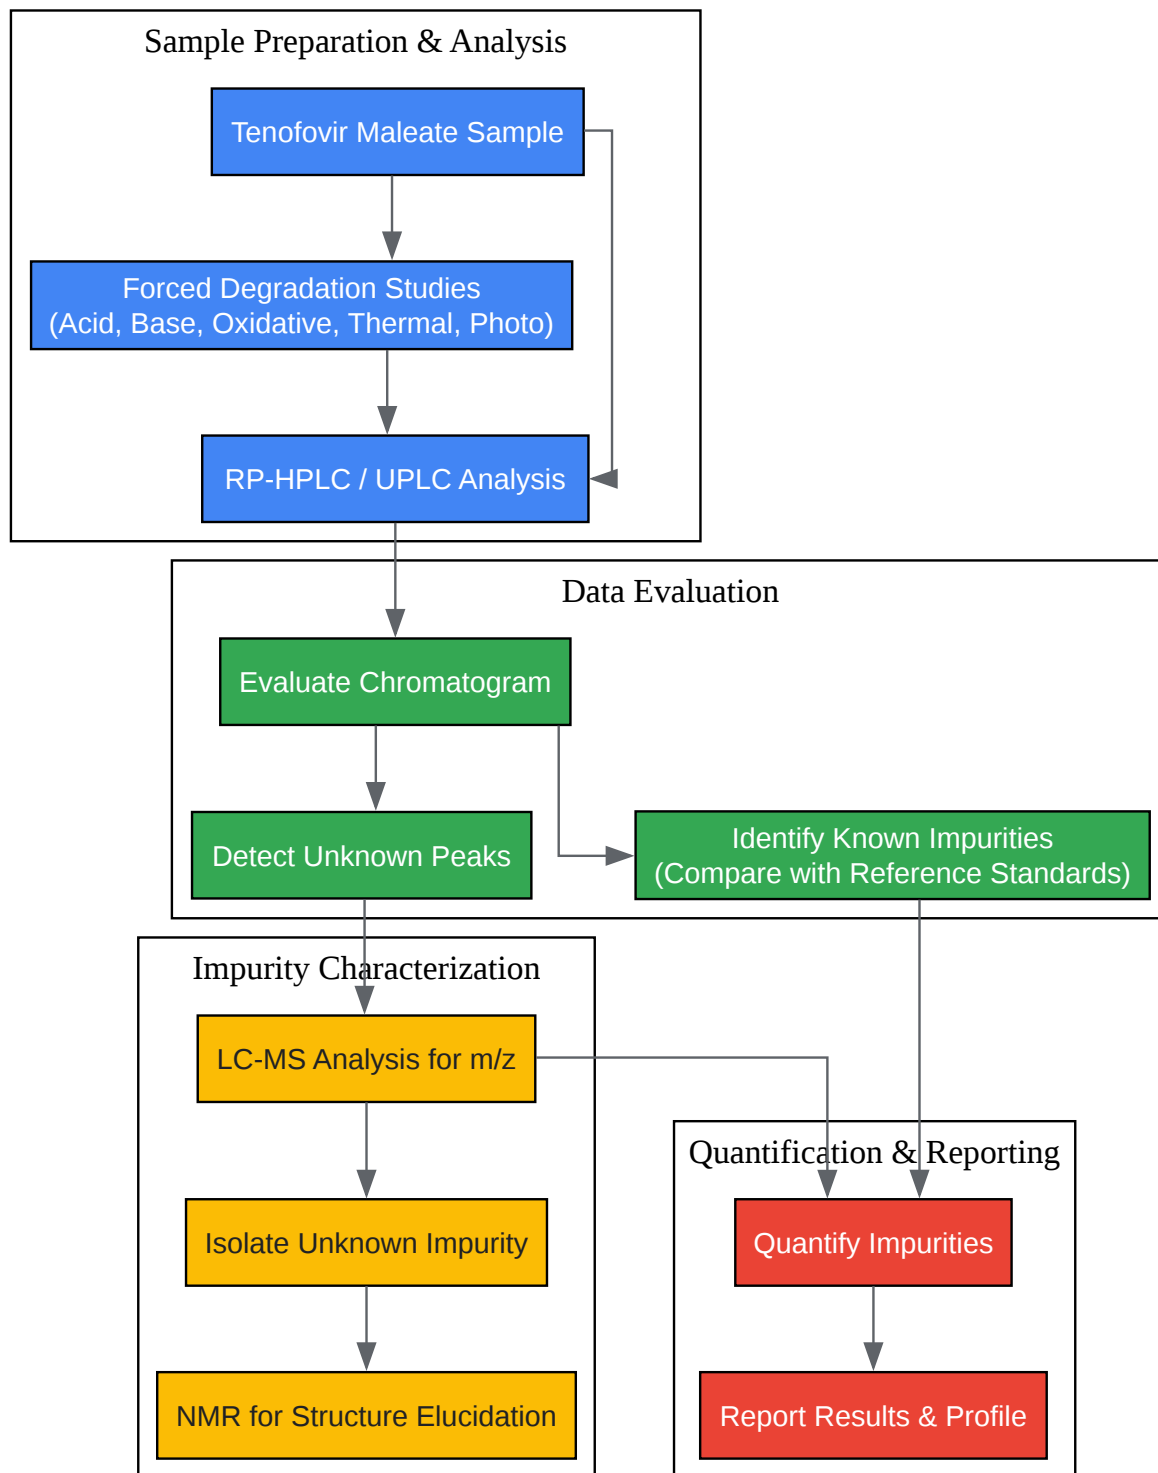 Sample Preparation & Analysis
Tenofovir Maleate Sample
Forced Degradation Studies
(Acid, Base, Oxidative, Thermal, Photo)
RP-HPLC / UPLC Analysis
Data Evaluation
Evaluate Chromatogram
Detect Unknown Peaks
Identify Known Impurities
(Compare with Reference Standards)
Impurity Characterization
LC-MS Analysis for m/z
Isolate Unknown Impurity
NMR for Structure Elucidation
Quantification & Reporting
Quantify Impurities
Report Results & Profile